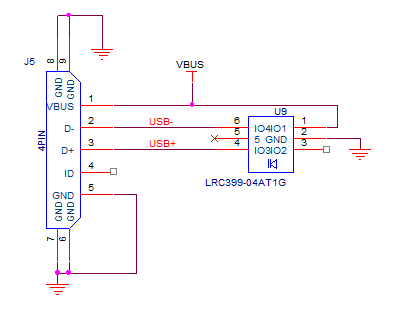 8 9
J5
GND GND
VBUS
VBUS 1
U9
D- 2 USB- 6 IO4 IO1 1
5 5 GND 2
4PIN
D+ 3 USB+ 4 IO3 IO2 3
ID 4
LRC399-04AT1G
GND 5
GND GND
7 6